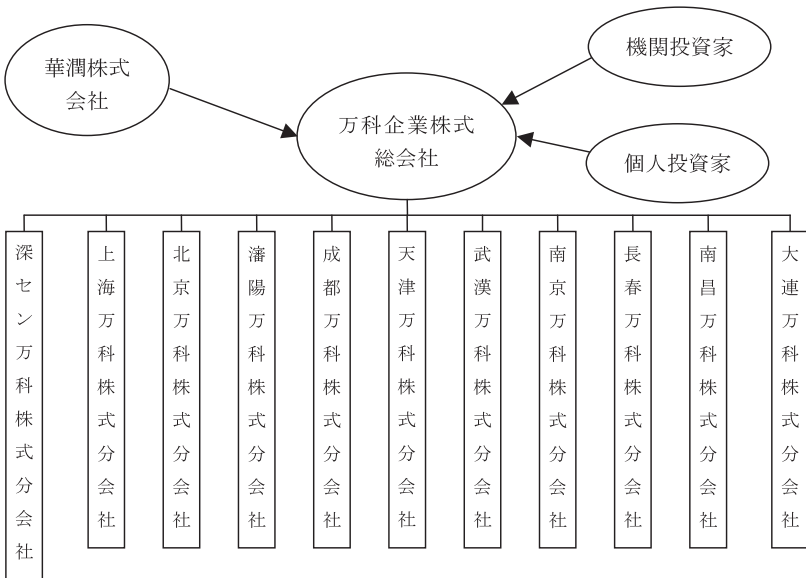 華潤株式
会社
万科企業株式
総会社
機関投資家
個人投資家
深セン万科株式分会社
上海万科株式分会社
北京万科株式分会社
瀋陽万科株式分会社
成都万科株式分会社
天津万科株式分会社
武漢万科株式分会社
南京万科株式分会社
長春万科株式分会社
南昌万科株式分会社
大連万科株式分会社